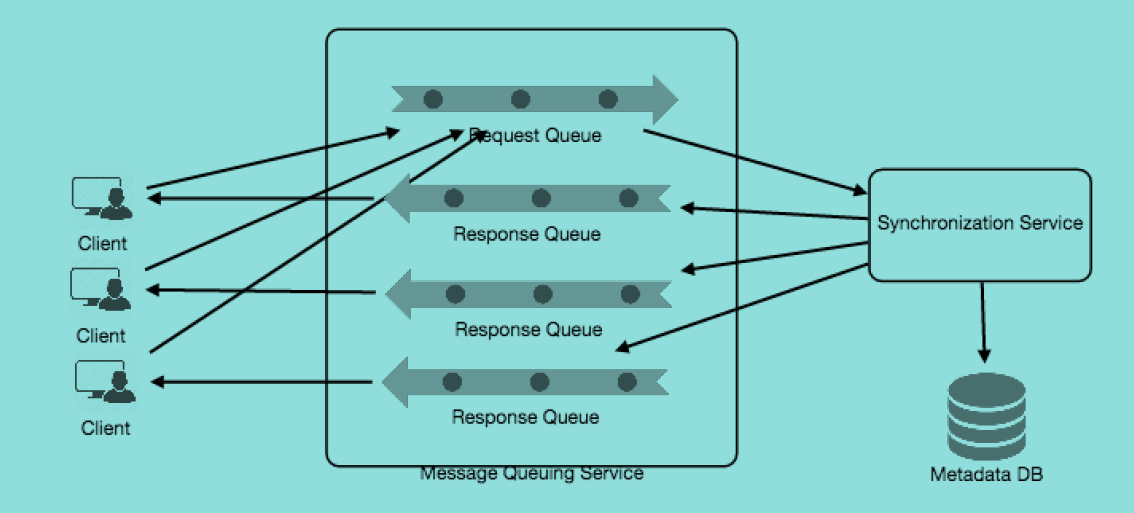 Request Queue
Client
Response Queue
Synchronization Service
Client
Response Queue
Client
Response Queue
Message Queuing Service
Metadata DB